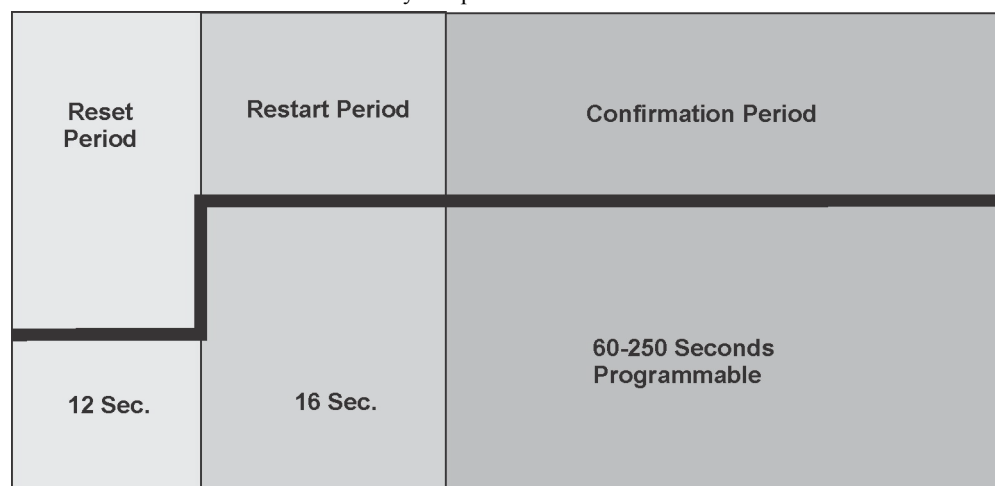 Reset
Period
Restart Period
Confirmation Period
12 Sec.
16 Sec.
60-250 Seconds
Programmable